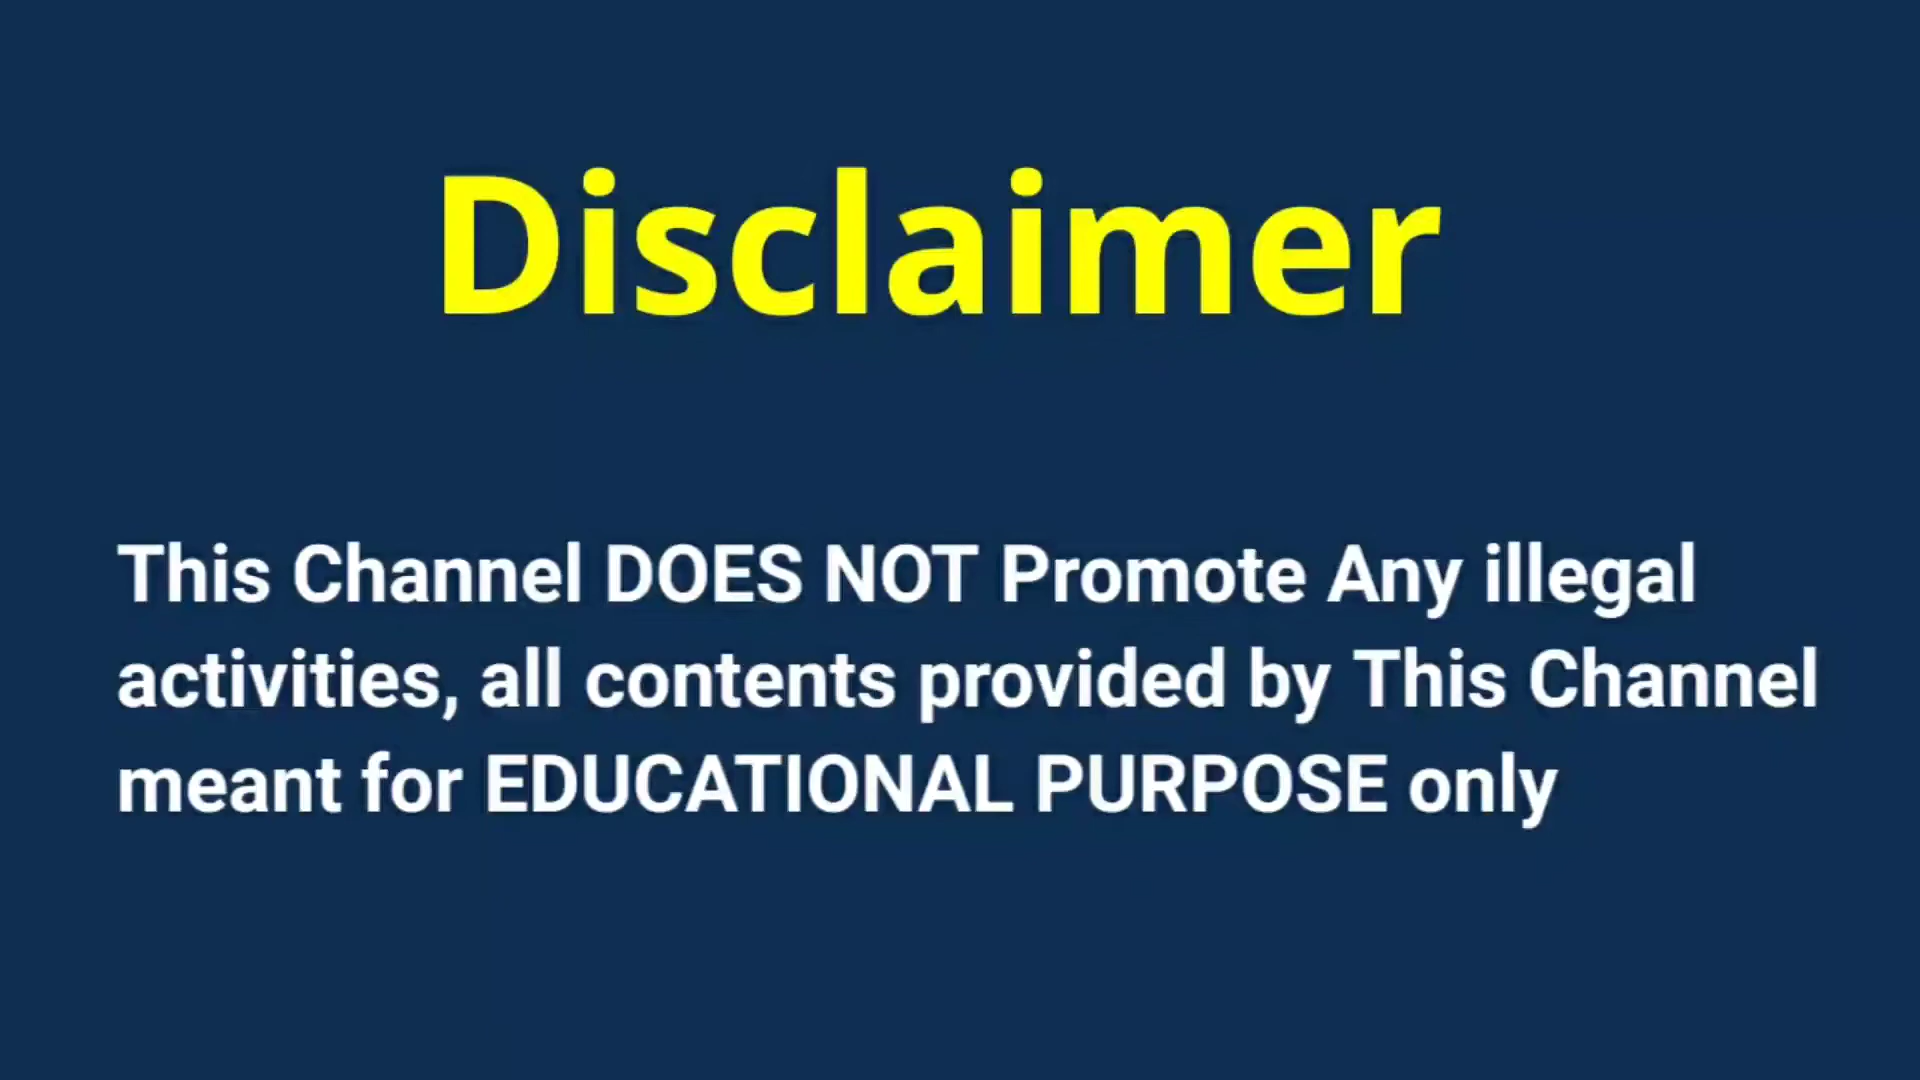 Disclaimer
This Channel DOES NOT Promote Any illegal
activities, all contents provided by This Channel
meant for EDUCATIONAL PURPOSE only